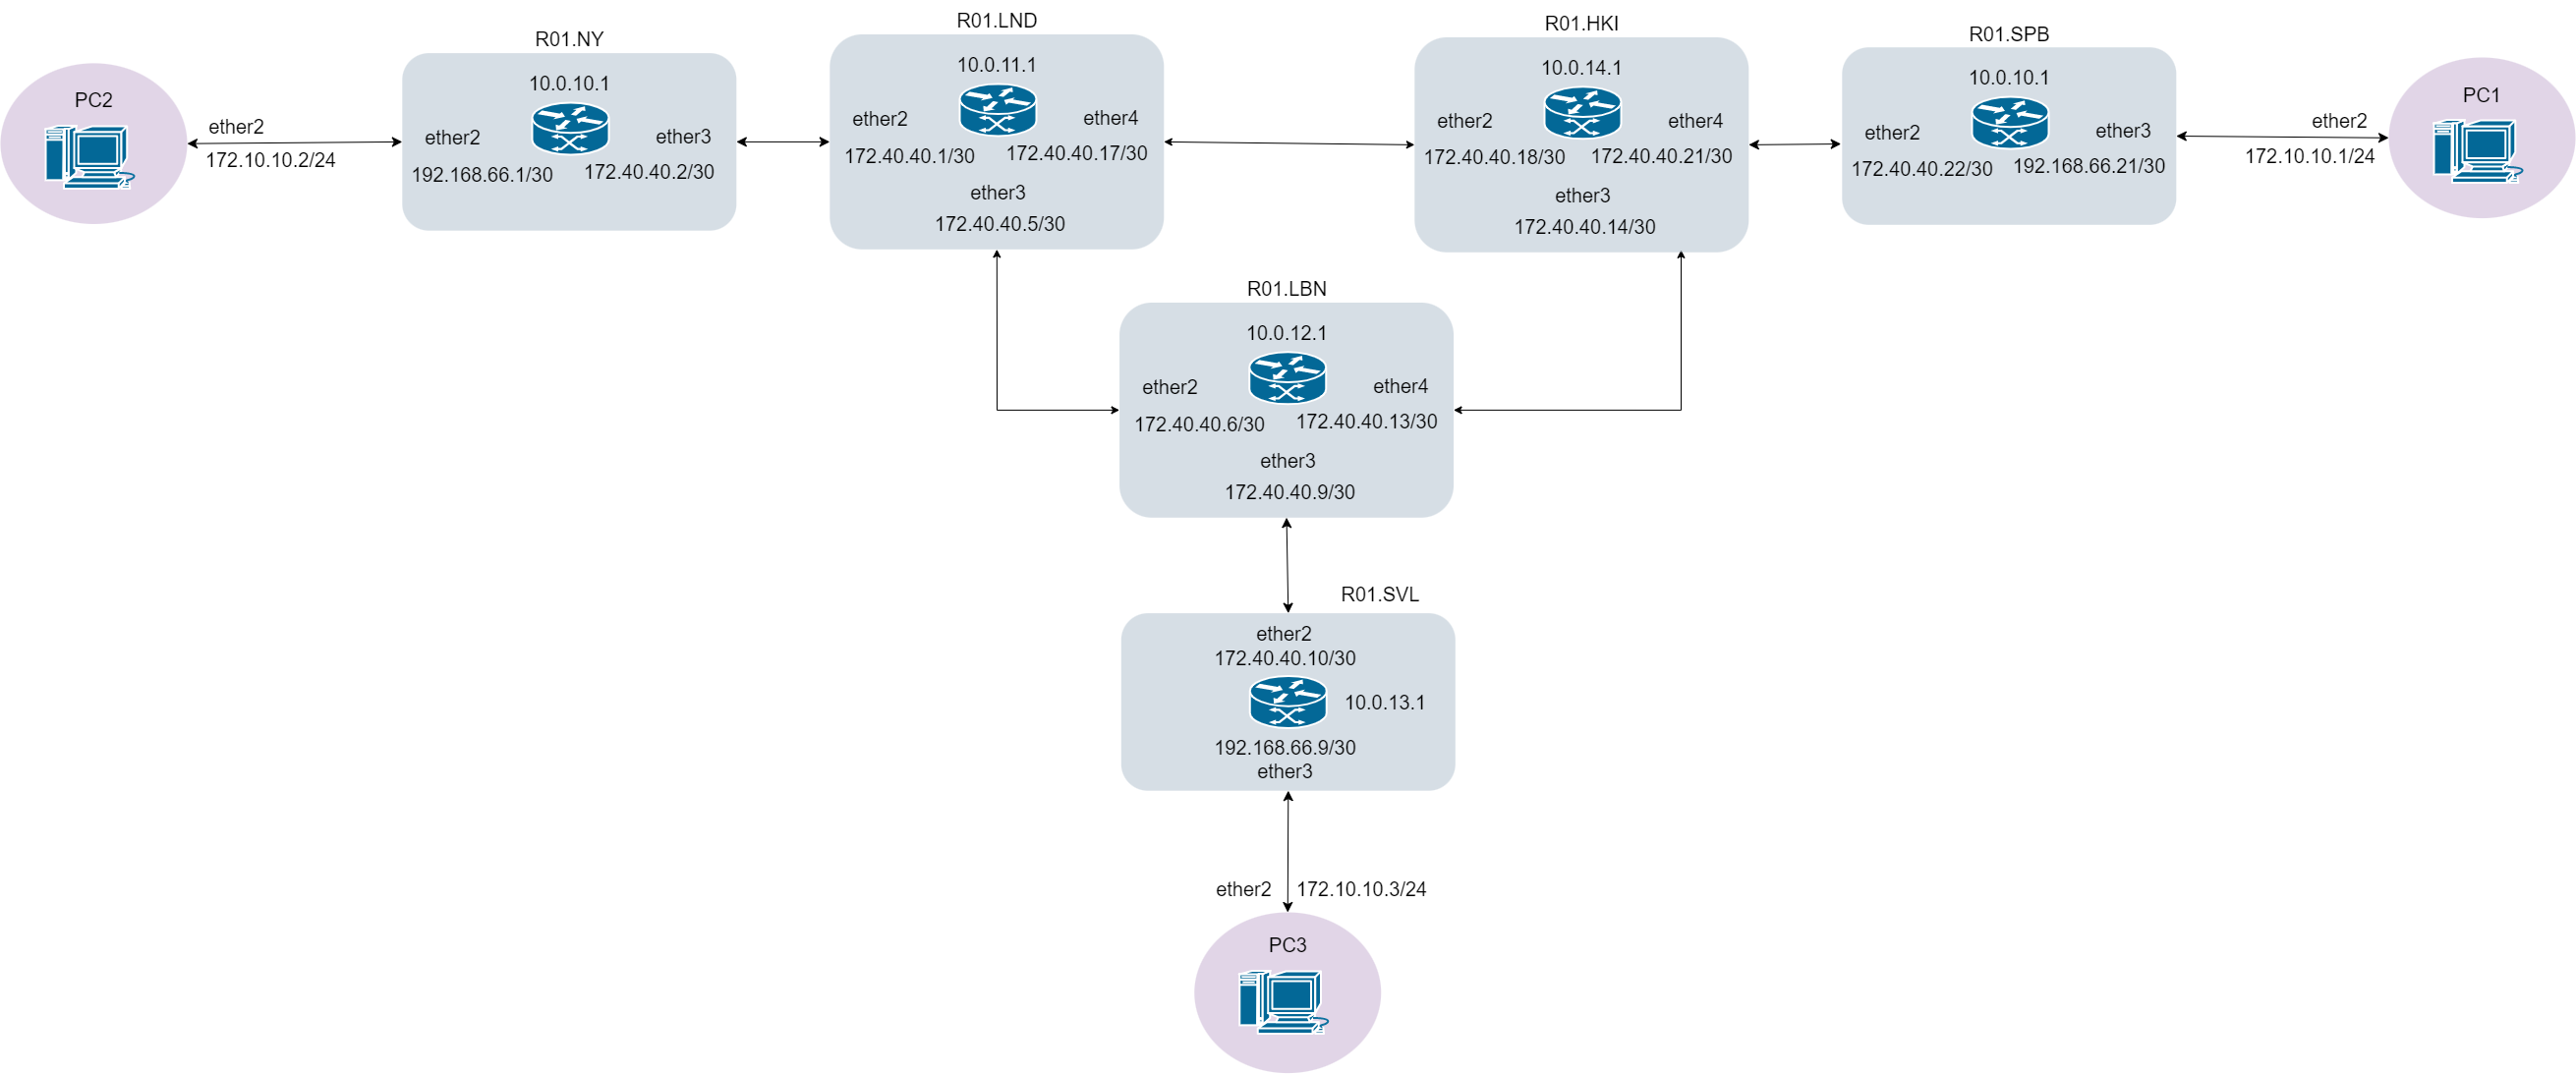 R01.NY
10.0.10.1
ether2
192.168.66.1/30
ether3
172.40.40.2/30
PC2
ether2
172.10.10.2/24
R01.LND
10.0.11.1
ether2
172.40.40.1/30
ether4
172.40.40.17/30
ether3
172.40.40.5/30
R01.HKI
10.0.14.1
ether2
172.40.40.18/30
ether4
172.40.40.21/30
ether3
172.40.40.14/30
R01.SPB
10.0.10.1
ether2
172.40.40.22/30
ether3
192.168.66.21/30
PC1
ether2
172.10.10.1/24
R01.LBN
10.0.12.1
ether2
172.40.40.6/30
ether4
172.40.40.13/30
ether3
172.40.40.9/30
R01.SVL
ether2
172.40.40.10/30
10.0.13.1
192.168.66.9/30
ether3
ether2
172.10.10.3/24
PC3